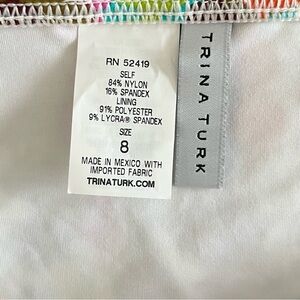 RN 52419
SELF
84% NYLON
16% SPANDEX
LINING
91% POLYESTER
9% LYCRA® SPANDEX
SIZE
8
MADE IN MEXICO WITH
IMPORTED FABRIC
TRINATURK.COM
TRINA TURK